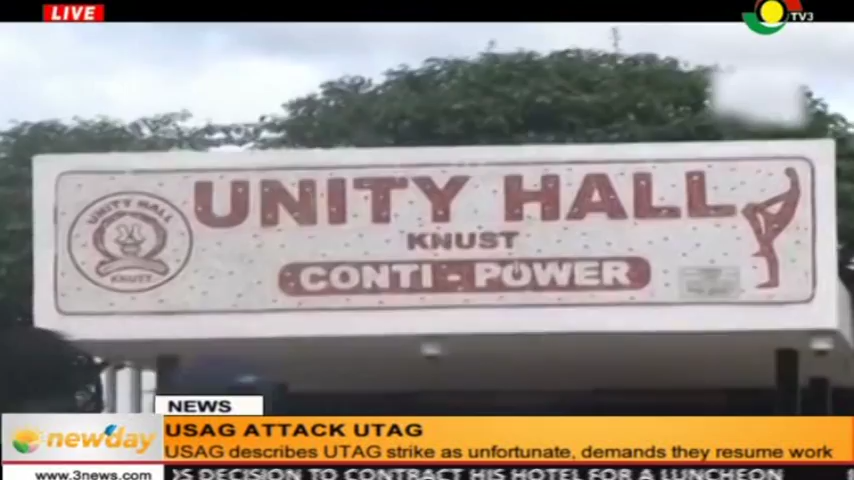 LIVE
TV3
UNITY HALL
KNUST
CONTI - POWER
UNITY HALL
KNUST
NEWS
newday
USAG ATTACK UTAG
USAG describes UTAG strike as unfortunate, demands they resume work
www.3news.com
DECISION TO CONTRACT HIS HOTEL FOR A LUNCHEON